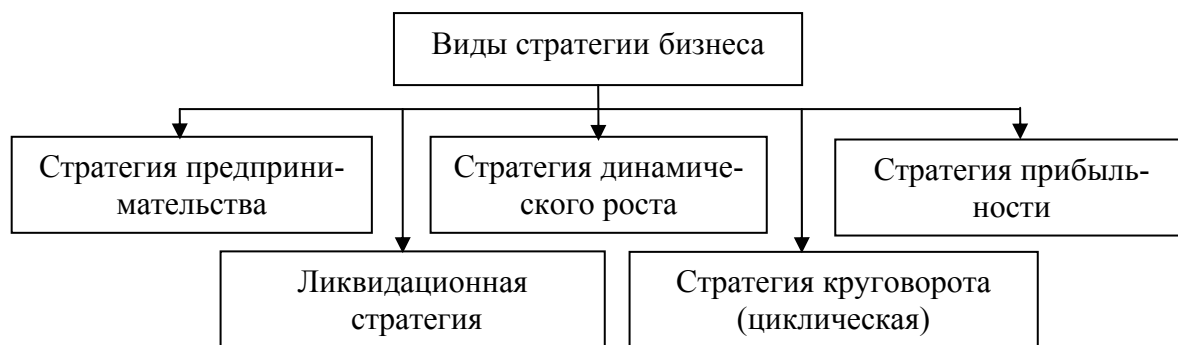 Виды стратегии бизнеса
Стратегия предприни-
мательства
Стратегия динамиче-
ского роста
Стратегия прибыль-
ности
Ликвидационная
стратегия
Стратегия круговорота
(циклическая)